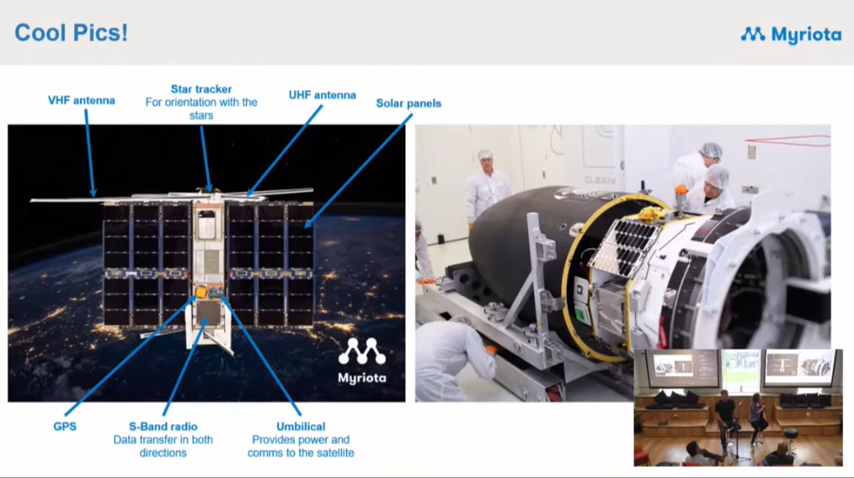 Cool Pics!
Myriota
VHF antenna
Star tracker
For orientation with the
stars
UHF antenna
Solar panels
CLEAN
Myriota
GPS
S-Band radio
Data transfer in both
directions
Umbilical
Provides power and
comms to the satellite